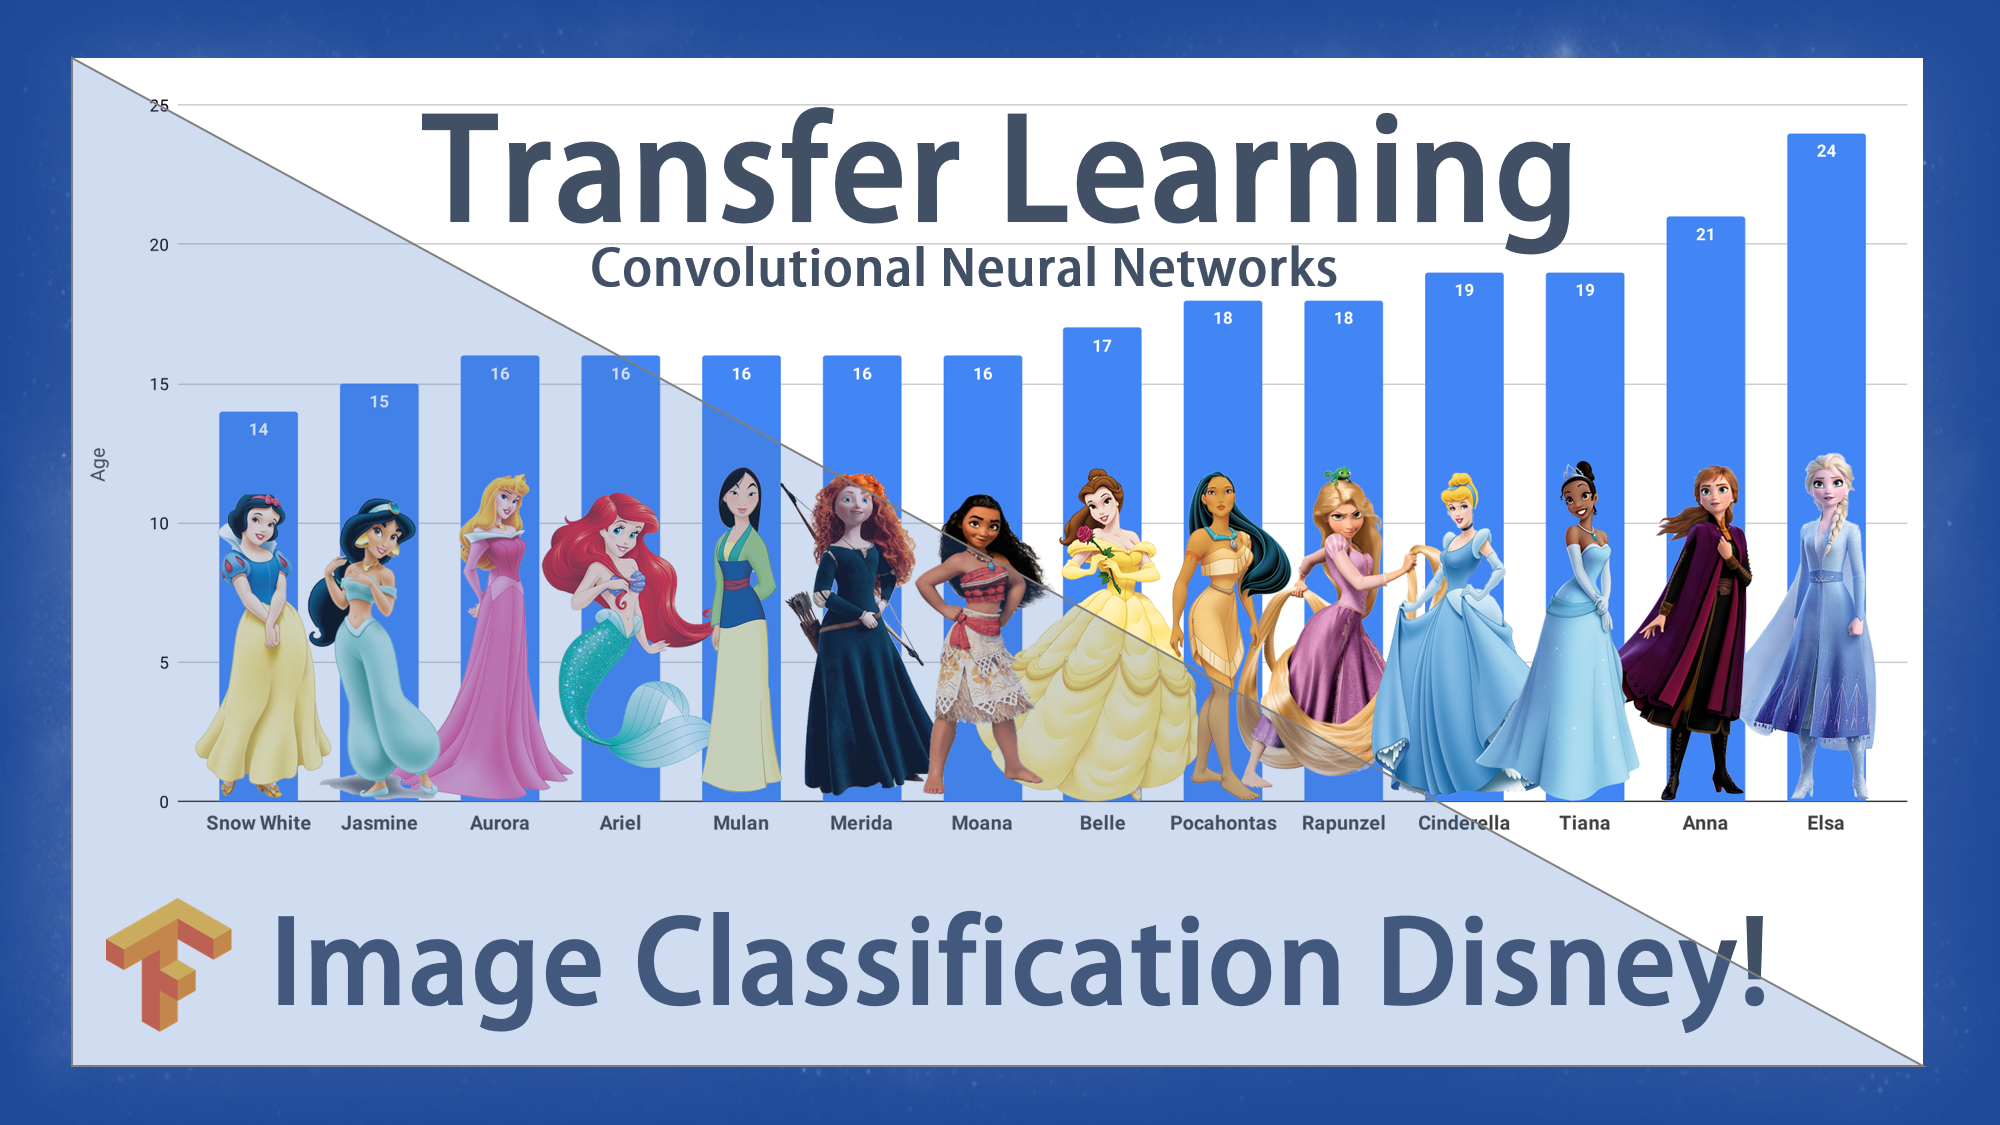 Transfer Learning
Convolutional Neural Networks
25
20
15
10
5
0
Age
14
15
16
16
16
16
16
17
18
18
19
19
21
24
Snow White
Jasmine
Aurora
Ariel
Mulan
Merida
Moana
Belle
Pocahontas
Rapunzel
Cinderella
Tiana
Anna
Elsa
Image Classification Disney!